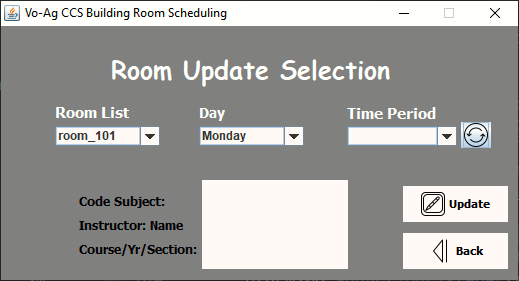 Vo-Ag CCS Building Room Scheduling
Room Update Selection
Room List Day Time Period
room_101 Monday
Code Subject:
Instructor: Name
Course/Yr/Section:
Update
Back